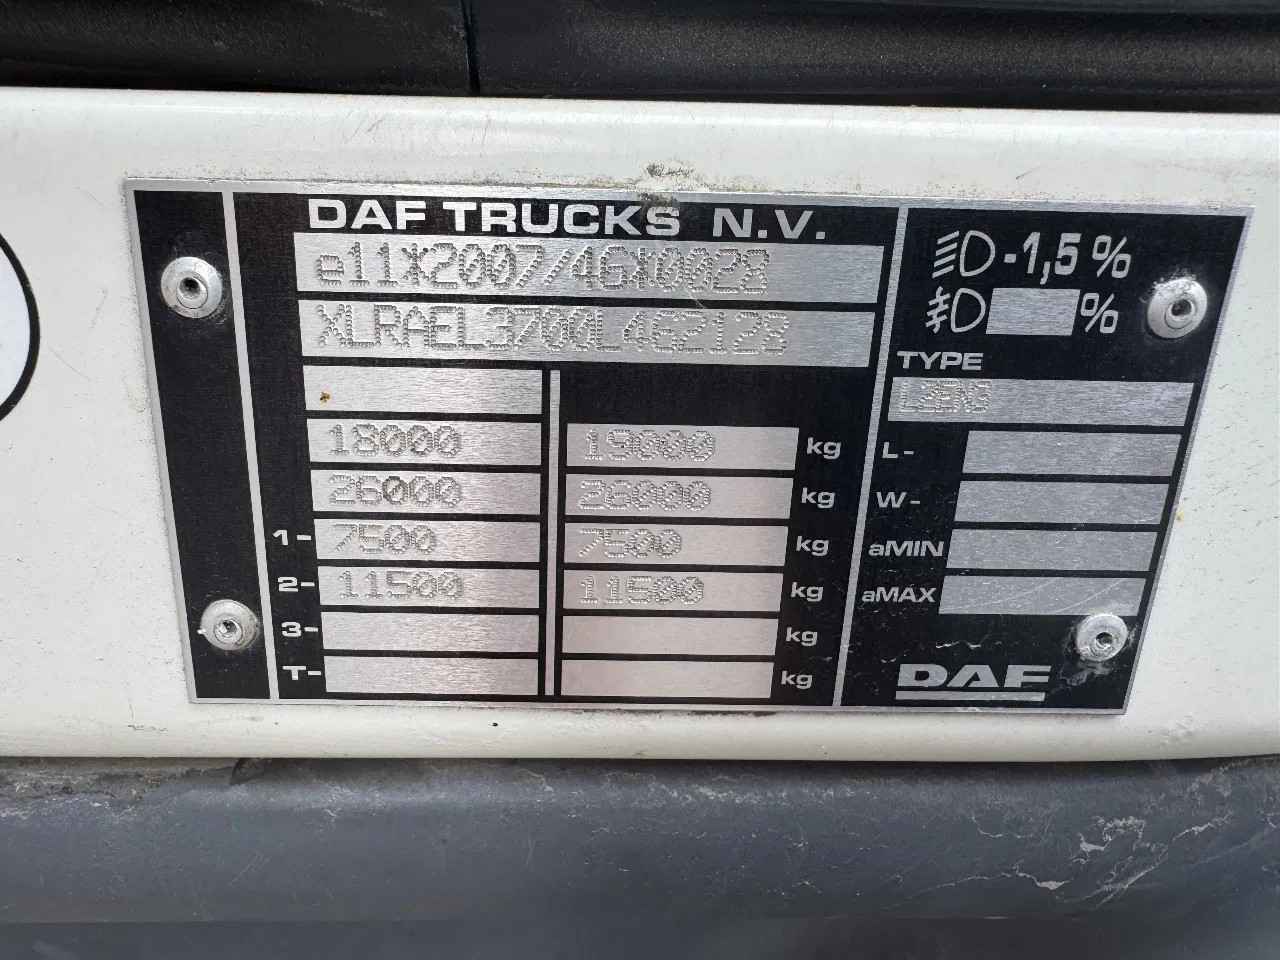 DAF TRUCKS N.V.
e11*2007/46*0028
XLRAEL3700L462128
18000 19000 kg
26000 26000 kg
1- 7500 7500 kg
2- 11500 11500 kg
3- kg
T- kg
-1,5 %
%
TYPE
L2EN3
L-
W-
aMIN
aMAX
DAF